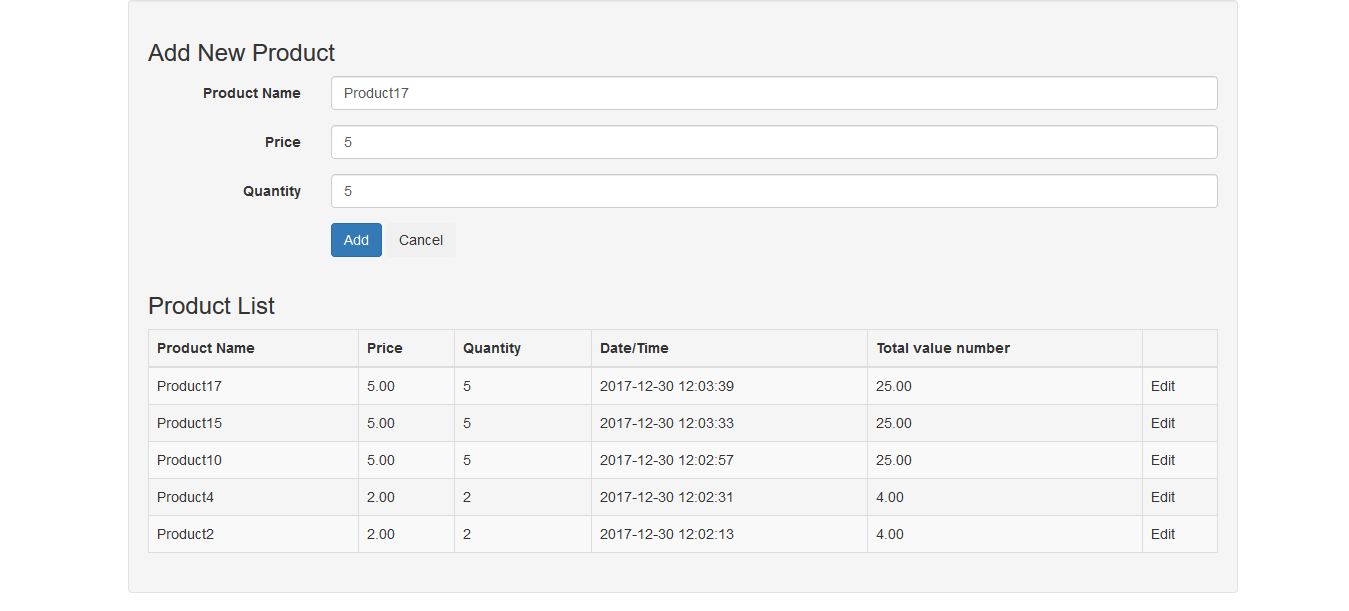 Add New Product
Product Name Product17
Price 5
Quantity 5
Add Cancel
Product List
Product Name Price Quantity Date/Time Total value number
Product17 5.00 5 2017-12-30 12:03:39 25.00 Edit
Product15 5.00 5 2017-12-30 12:03:33 25.00 Edit
Product10 5.00 5 2017-12-30 12:02:57 25.00 Edit
Product4 2.00 2 2017-12-30 12:02:31 4.00 Edit
Product2 2.00 2 2017-12-30 12:02:13 4.00 Edit